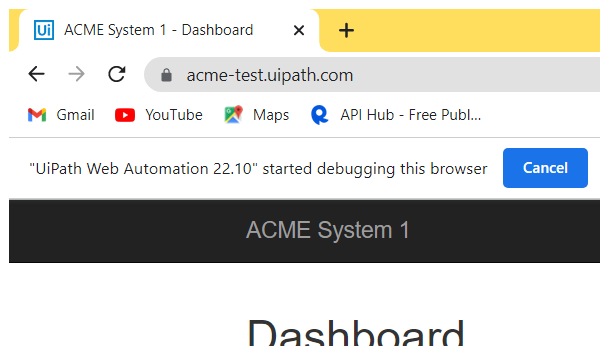 Ui ACME System 1 - Dashboard
acme-test.uipath.com
Gmail YouTube Maps API Hub - Free Publ...
"UiPath Web Automation 22.10" started debugging this browser Cancel
ACME System 1
Dashboard